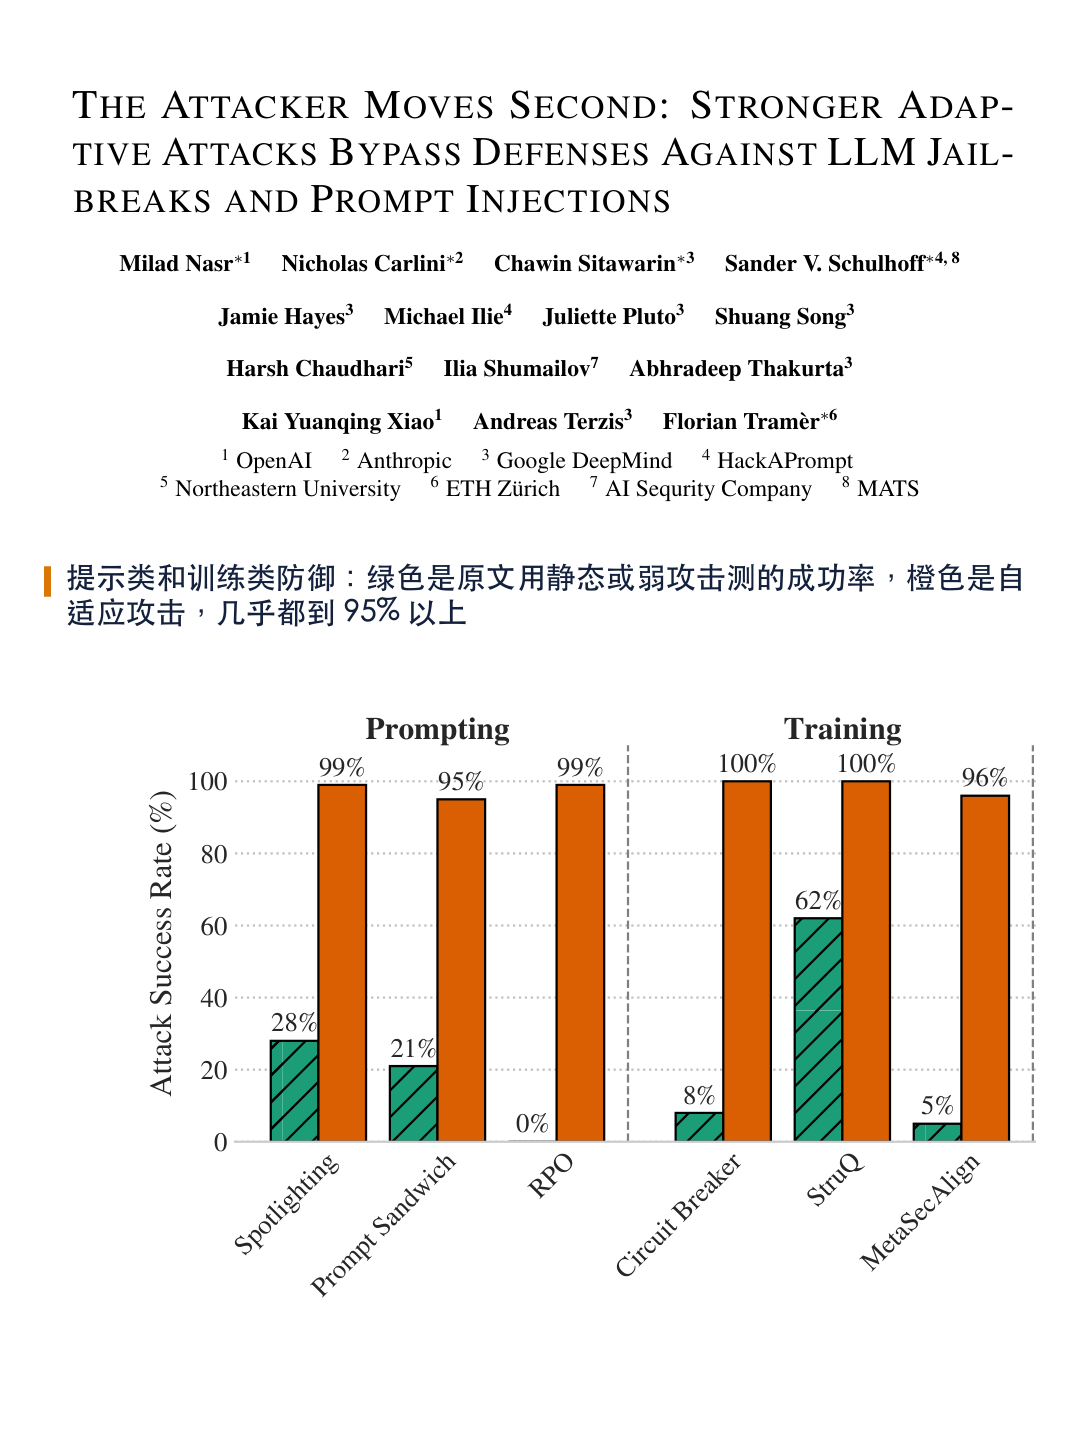 THE ATTACKER MOVES SECOND: STRONGER ADAP-
TIVE ATTACKS BYPASS DEFENSES AGAINST LLM JAIL-
BREAKS AND PROMPT INJECTIONS
Milad Nasr*1 Nicholas Carlini*2 Chawin Sitawarin*3 Sander V. Schulhoff*4, 8
Jamie Hayes3 Michael Ilie4 Juliette Pluto3 Shuang Song3
Harsh Chaudhari5 Ilia Shumailov7 Abhradeep Thakurta3
Kai Yuanqing Xiao1 Andreas Terzis3 Florian Tramèr*6
1 OpenAI 2 Anthropic 3 Google DeepMind 4 HackAPrompt
5 Northeastern University 6 ETH Zürich 7 AI Sequrity Company 8 MATS
提示类和训练类防御：绿色是原文用静态或弱攻击测的成功率，橙色是自
适应攻击，几乎都到 95% 以上
Prompting Training
Attack Success Rate (%)
100
80
60
40
20
0
28% 99% 21% 95% 0% 99% 8% 100% 62% 100% 5% 96%
Spotlighting
Prompt Sandwich
RPO
Circuit Breaker
StruQ
MetaSecAlign